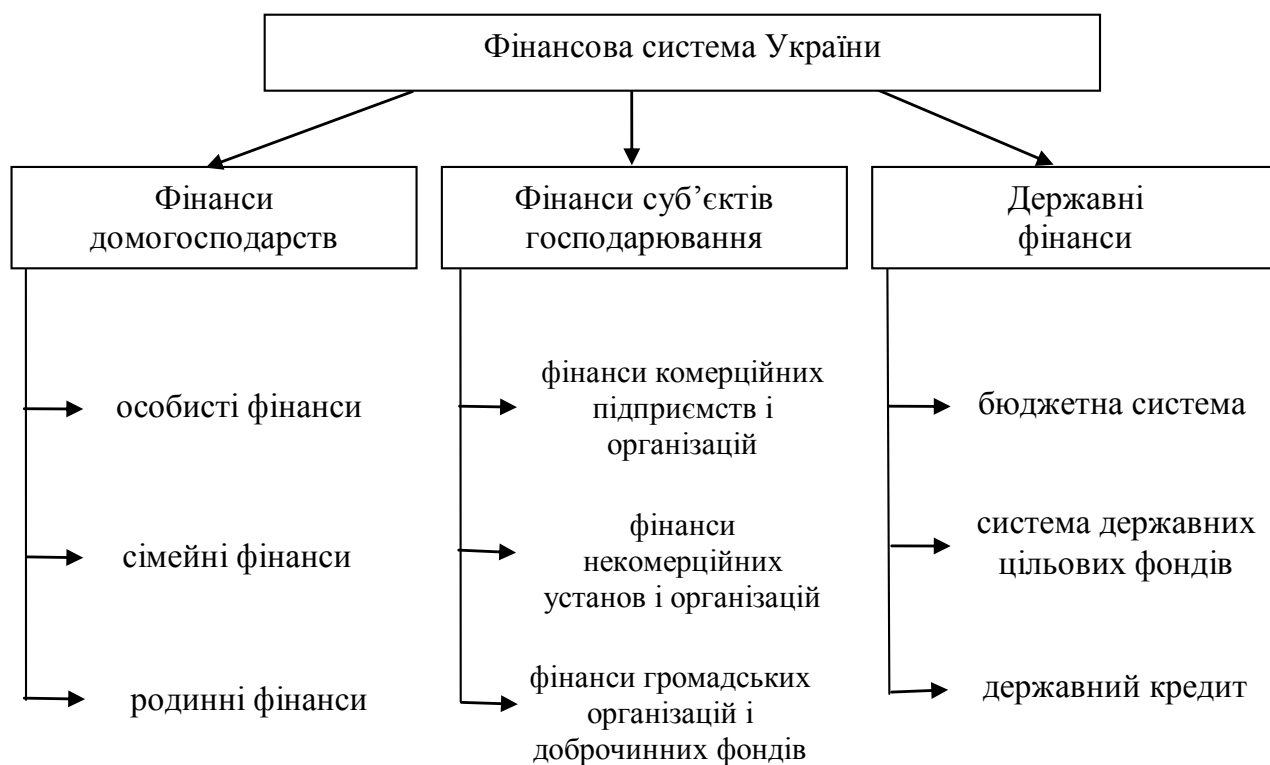 Фінансова система України
Фінанси
домогосподарств
особисті фінанси
сімейні фінанси
родинні фінанси
Фінанси суб’єктів
господарювання
фінанси комерційних
підприємств і
організацій
фінанси
некомерційних
установ і організацій
фінанси громадських
організацій і
доброчинних фондів
Державні
фінанси
бюджетна система
система державних
цільових фондів
державний кредит